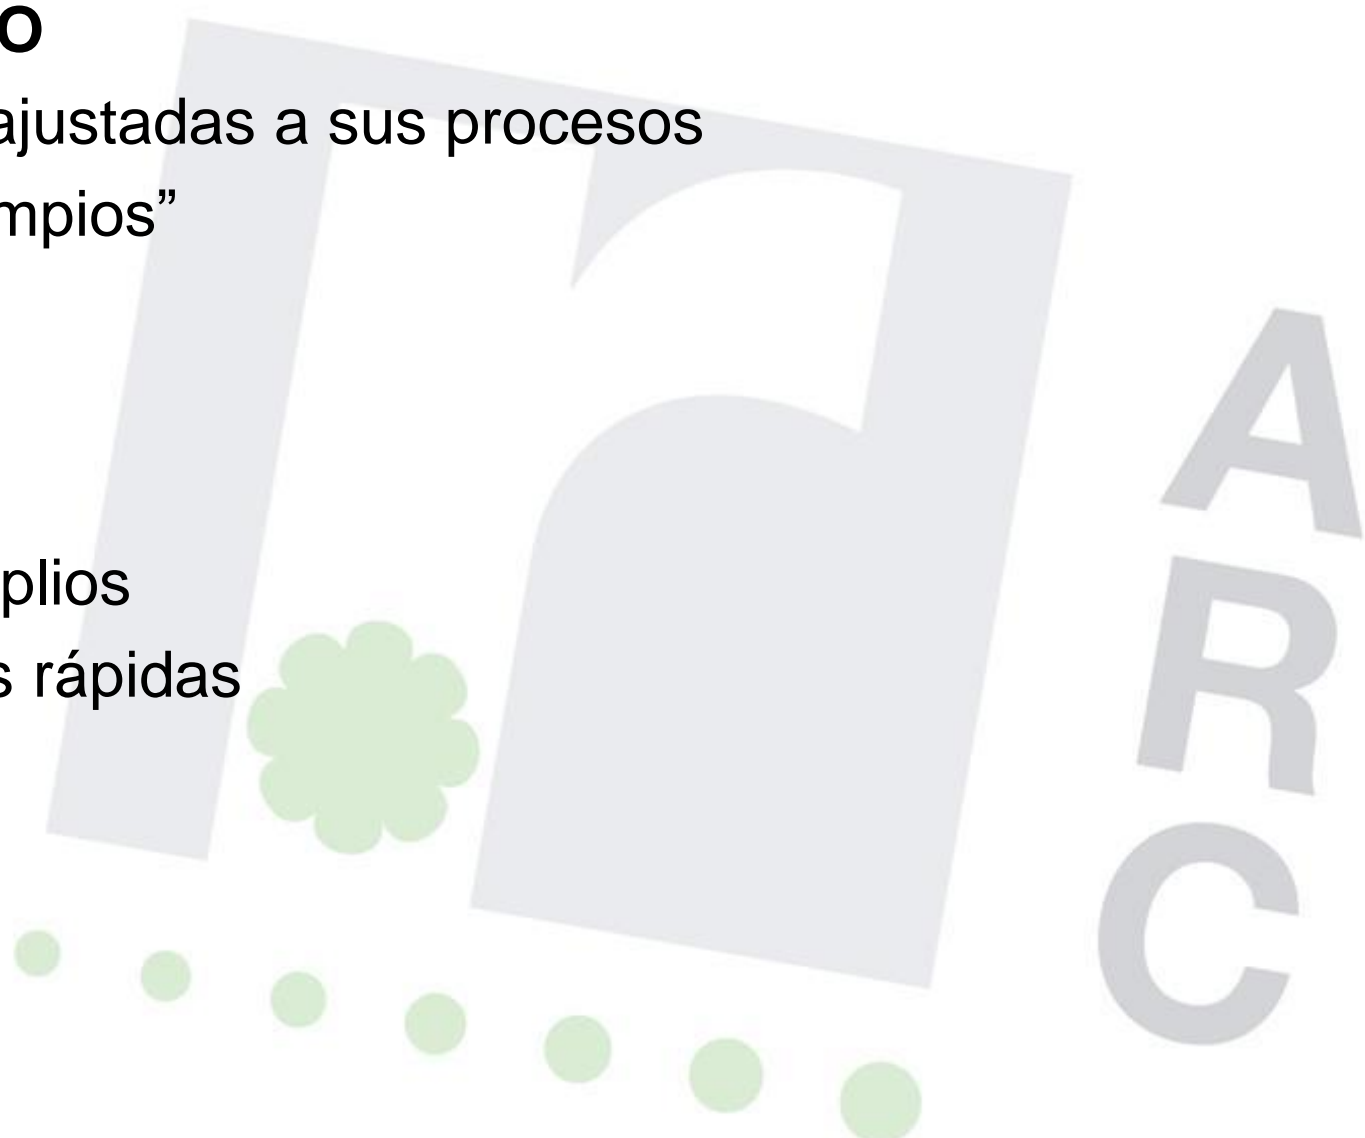 o
ajustadas a sus procesos
mpios”
plios
s rápidas
A
R
C